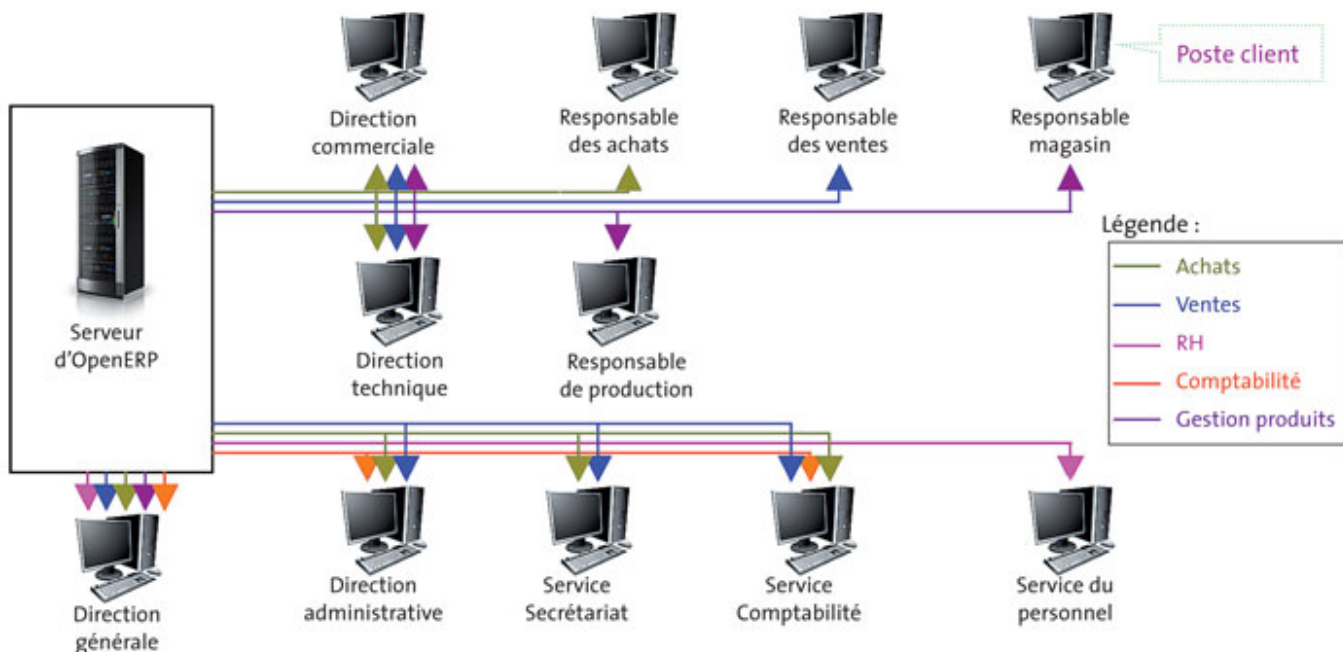 Direction
commerciale
Responsable
des achats
Responsable
des ventes
Responsable
magasin
Poste client
Serveur
d'OpenERP
Direction
technique
Responsable
de production
Légende :
Achats
Ventes
RH
Comptabilité
Gestion produits
Direction
générale
Direction
administrative
Service
Secrétariat
Service
Comptabilité
Service du
personnel